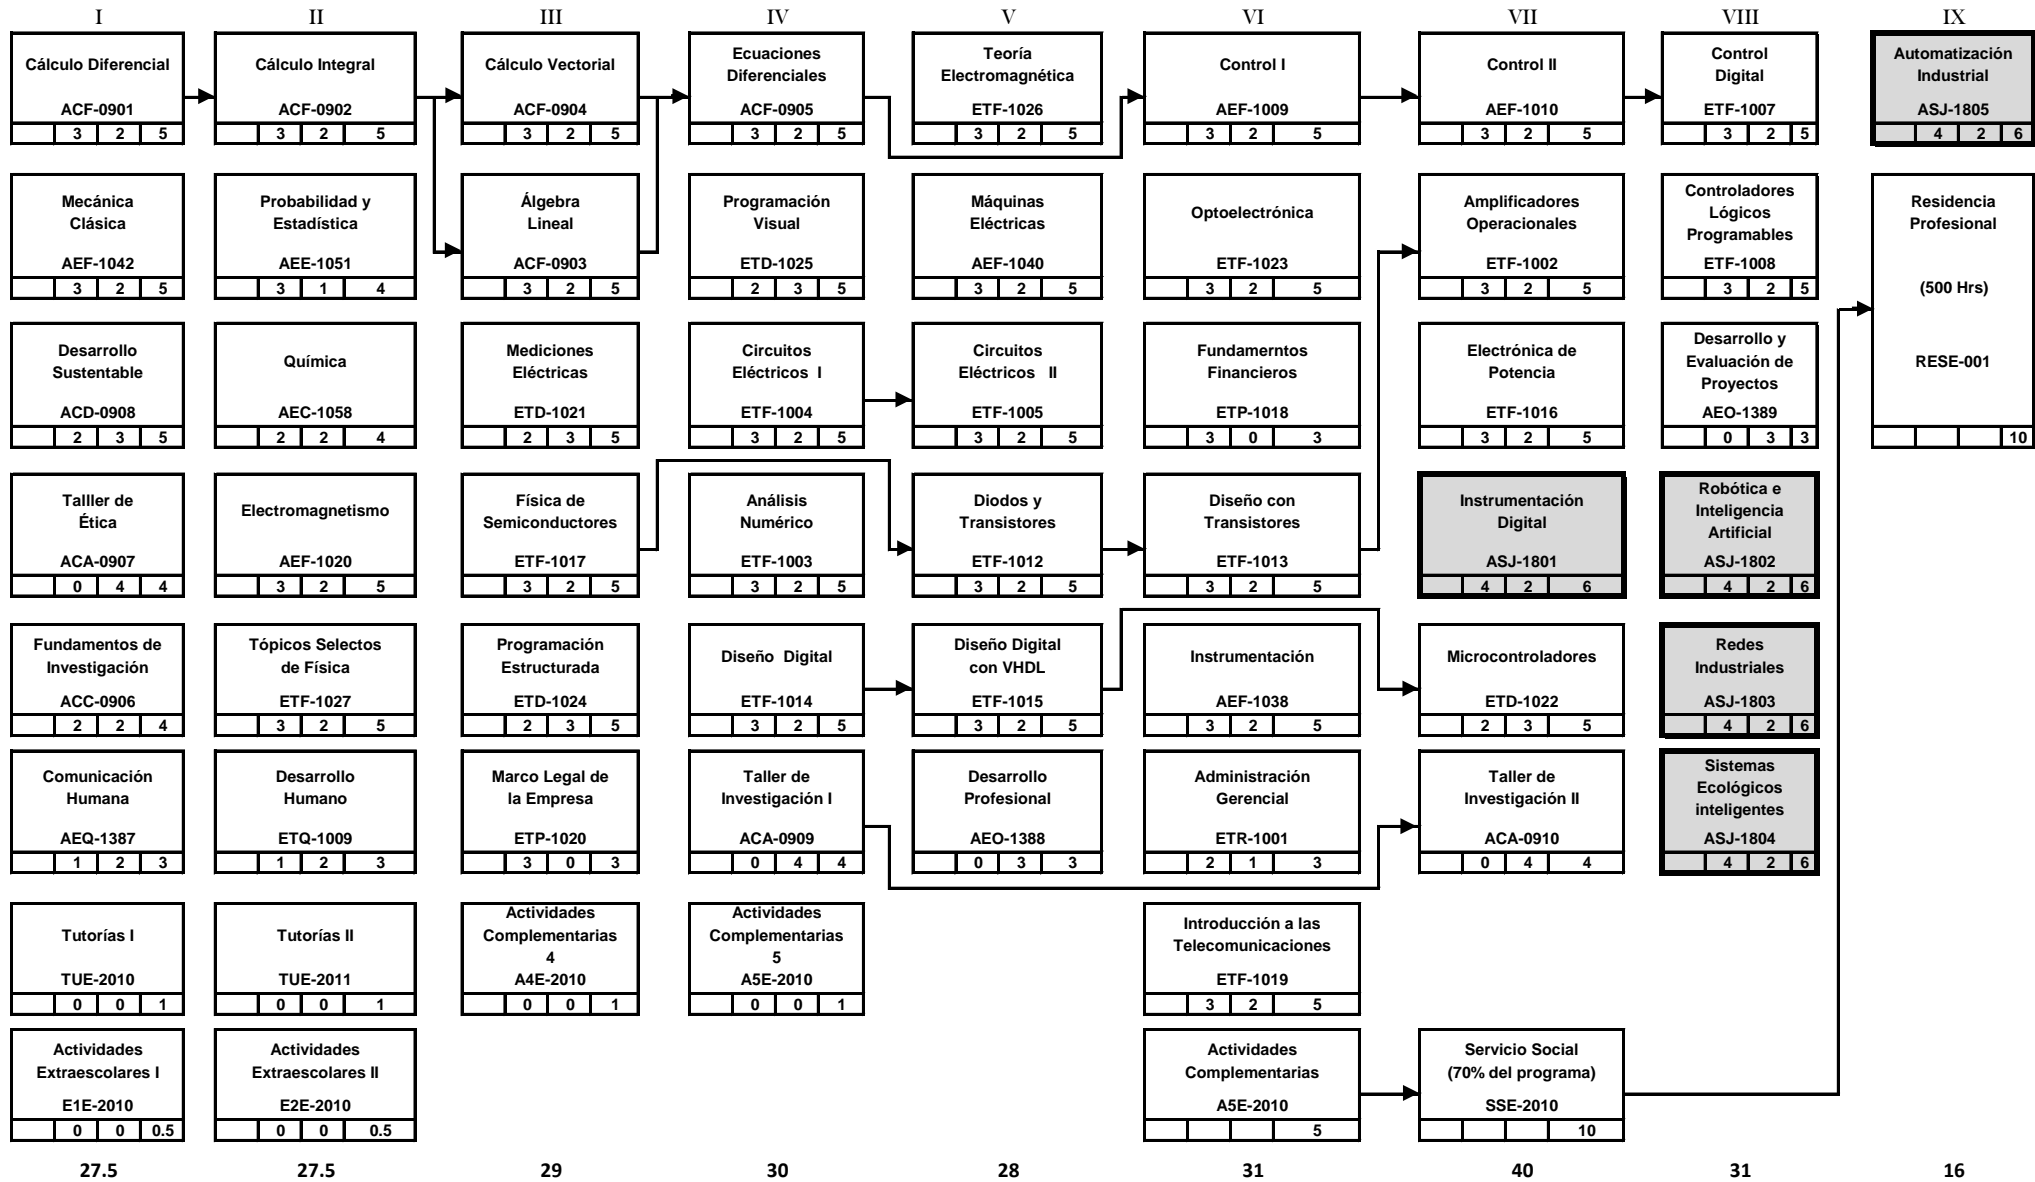 I II III IV V VI VII VIII IX
Cálculo Diferencial
ACF-0901
3 2 5
Cálculo Integral
ACF-0902
3 2 5
Cálculo Vectorial
ACF-0904
3 2 5
Ecuaciones
Diferenciales
ACF-0905
3 2 5
Teoría
Electromagnética
ETF-1026
3 2 5
Control I
AEF-1009
3 2 5
Control II
AEF-1010
3 2 5
Control
Digital
ETF-1007
3 2 5
Automatización
Industrial
ASJ-1805
4 2 6
Mecánica
Clásica
AEF-1042
3 2 5
Probabilidad y
Estadística
AEE-1051
3 1 4
Álgebra
Lineal
ACF-0903
3 2 5
Programación
Visual
ETD-1025
2 3 5
Máquinas
Eléctricas
AEF-1040
3 2 5
Optoelectrónica
ETF-1023
3 2 5
Amplificadores
Operacionales
ETF-1002
3 2 5
Controladores
Lógicos
Programables
ETF-1008
3 2 5
Residencia
Profesional
(500 Hrs)
RESE-001
10
Desarrollo
Sustentable
ACD-0908
2 3 5
Química
AEC-1058
2 2 4
Mediciones
Eléctricas
ETD-1021
2 3 5
Circuitos
Eléctricos I
ETF-1004
3 2 5
Circuitos
Eléctricos II
ETF-1005
3 2 5
Fundamerntos
Financieros
ETP-1018
3 0 3
Electrónica de
Potencia
ETF-1016
3 2 5
Desarrollo y
Evaluación de
Proyectos
AEO-1389
0 3 3
Talller de
Ética
ACA-0907
0 4 4
Electromagnetismo
AEF-1020
3 2 5
Física de
Semiconductores
ETF-1017
3 2 5
Análisis
Numérico
ETF-1003
3 2 5
Diodos y
Transistores
ETF-1012
3 2 5
Diseño con
Transistores
ETF-1013
3 2 5
Instrumentación
Digital
ASJ-1801
4 2 6
Robótica e
Inteligencia
Artificial
ASJ-1802
4 2 6
Fundamentos de
Investigación
ACC-0906
2 2 4
Tópicos Selectos
de Física
ETF-1027
3 2 5
Programación
Estructurada
ETD-1024
2 3 5
Diseño Digital
ETF-1014
3 2 5
Diseño Digital
con VHDL
ETF-1015
3 2 5
Instrumentación
AEF-1038
3 2 5
Microcontroladores
ETD-1022
2 3 5
Redes
Industriales
ASJ-1803
4 2 6
Comunicación
Humana
AEQ-1387
1 2 3
Desarrollo
Humano
ETQ-1009
1 2 3
Marco Legal de
la Empresa
ETP-1020
3 0 3
Taller de
Investigación I
ACA-0909
0 4 4
Desarrollo
Profesional
AEO-1388
0 3 3
Administración
Gerencial
ETR-1001
2 1 3
Taller de
Investigación II
ACA-0910
0 4 4
Sistemas
Ecológicos
inteligentes
ASJ-1804
4 2 6
Tutorías I
TUE-2010
0 0 1
Tutorías II
TUE-2011
0 0 1
Actividades
Complementarias
4
A4E-2010
0 0 1
Actividades
Complementarias
5
A5E-2010
0 0 1
Introducción a las
Telecomunicaciones
ETF-1019
3 2 5
Actividades
Extraescolares I
E1E-2010
0 0 0.5
Actividades
Extraescolares II
E2E-2010
0 0 0.5
Actividades
Complementarias
A5E-2010
5
Servicio Social
(70% del programa)
SSE-2010
10
27.5 27.5 29 30 28 31 40 31 16